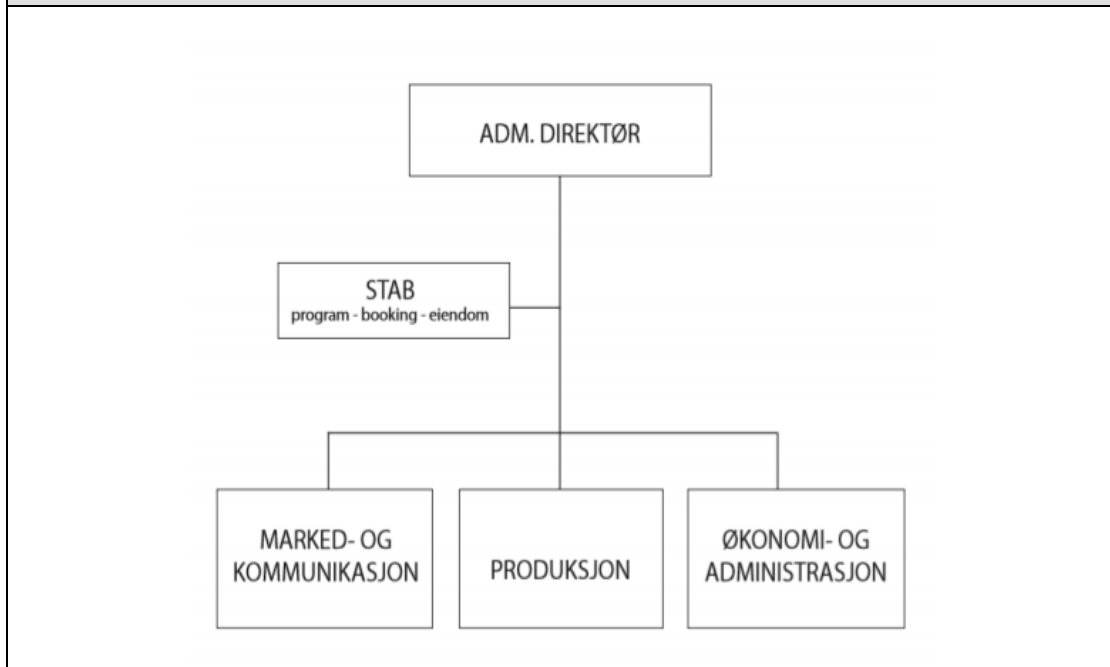 ADM. DIREKTØR
STAB
program - booking - eiendom
MARKED- OG
KOMMUNIKASJON
PRODUKSJON
ØKONOMI- OG
ADMINISTRASJON